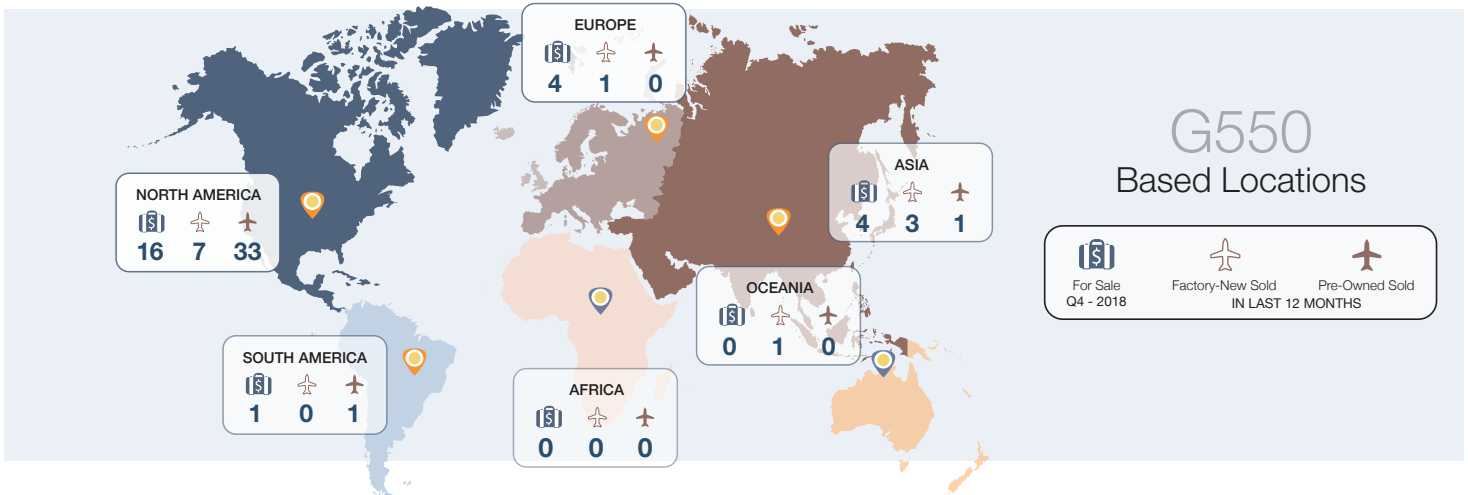 EUROPE
4 1 0
NORTH AMERICA
16 7 33
ASIA
4 3 1
OCEANIA
0 1 0
SOUTH AMERICA
1 0 1
AFRICA
0 0 0
G550
Based Locations
$
For Sale
Q4 - 2018
Factory-New Sold
Pre-Owned Sold
IN LAST 12 MONTHS